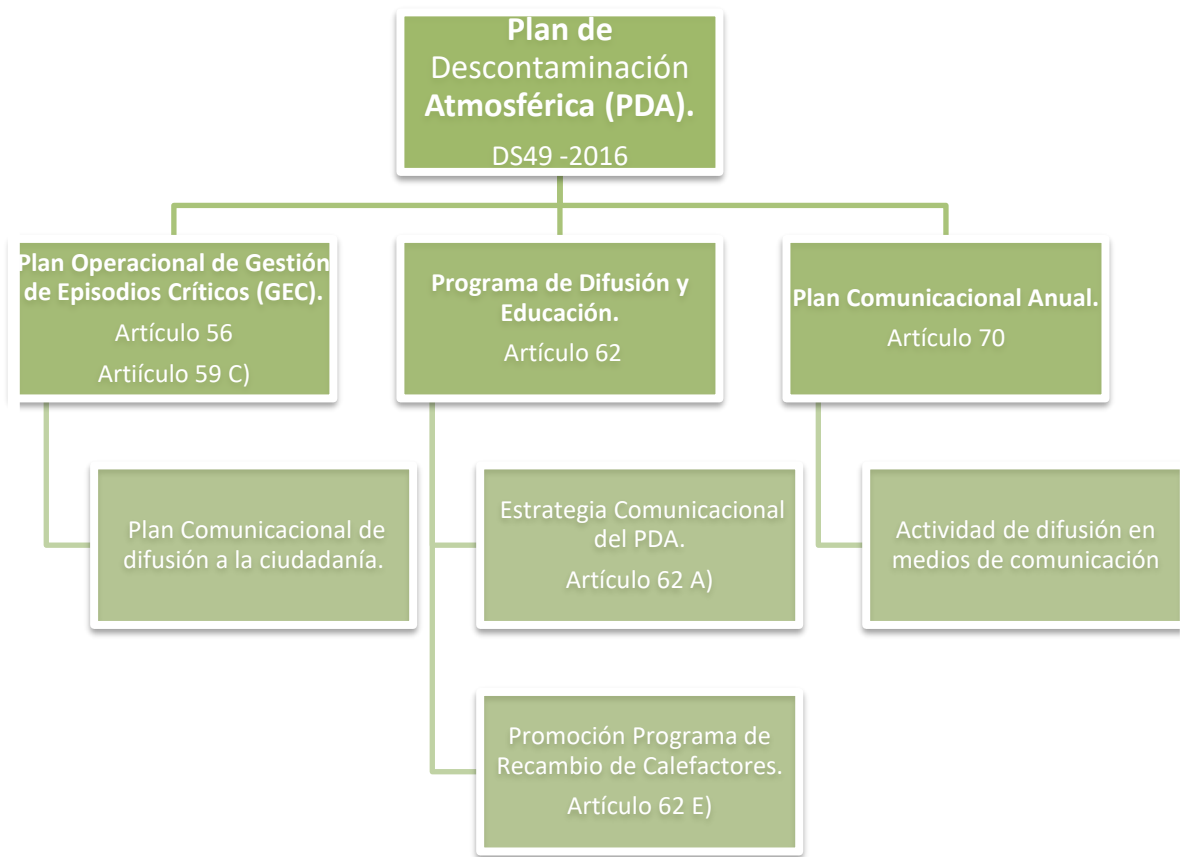 Plan de
Descontaminación
Atmosférica (PDA).
DS49 -2016
Plan Operacional de Gestión
de Episodios Críticos (GEC).
Artículo 56
Artiículo 59 C)
Programa de Difusión y
Educación.
Artículo 62
Plan Comunicacional Anual.
Artículo 70
Plan Comunicacional de
difusión a la ciudadanía.
Estrategia Comunicacional
del PDA.
Artículo 62 A)
Actividad de difusión en
medios de comunicación
Promoción Programa de
Recambio de Calefactores.
Artículo 62 E)